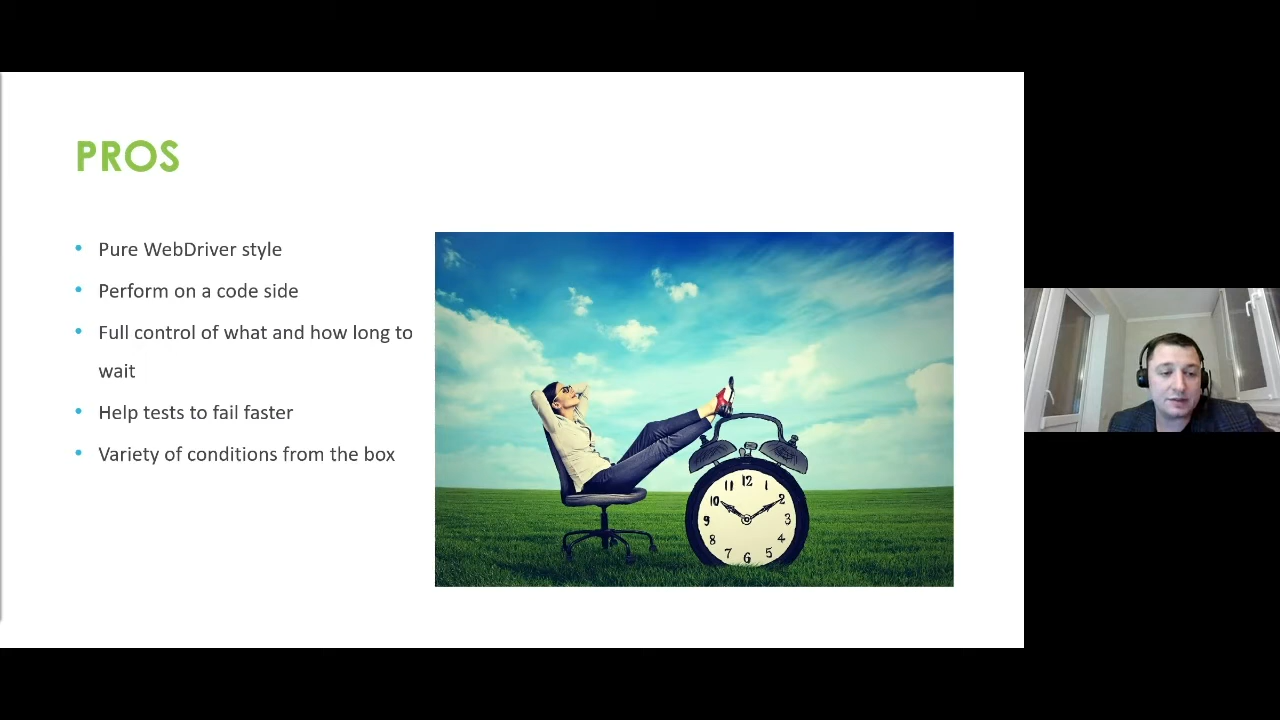 PROS
• Pure WebDriver style
• Perform on a code side
• Full control of what and how long to
wait
• Help tests to fail faster
• Variety of conditions from the box
11 12 1
10 2
9 3
8 4
7 6 5